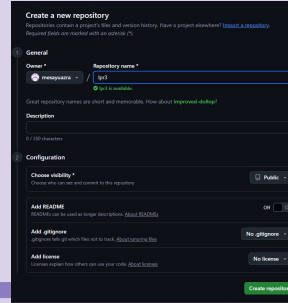 Create a new repository
Repositories contain a project's files and version history. Have a project elsewhere? Import a repository.
Required fields are marked with an asterisk (*).
1 General
Owner * Repository name *
mesayuazra / lpr3
lpr3 is available.
Great repository names are short and memorable. How about improved-dollop?
Description
0 / 350 characters
2 Configuration
Choose visibility * Public
Choose who can see and commit to this repository
Add README Off
READMEs can be used as longer descriptions. About READMEs
Add .gitignore No .gitignore
.gitignore tells git which files not to track. About ignoring files
Add license No license
Licenses explain how others can use your code. About licenses
Create repositor